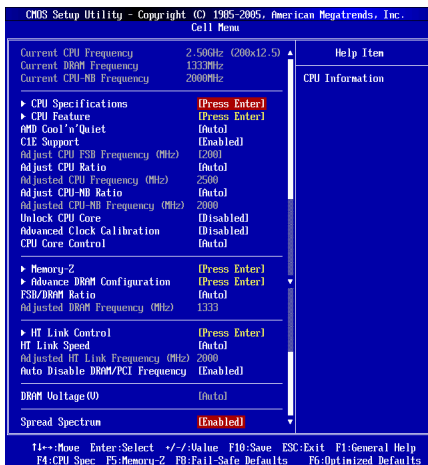 CMOS Setup Utility - Copyright (C) 1985-2005, American Megatrends, Inc.
Cell Menu
Current CPU Frequency 2.50GHz (200x12.5)
Current DRAM Frequency 1333MHz
Current CPU-NB Frequency 2000MHz
Help Item
CPU Information
▶ CPU Specifications [Press Enter]
▶ CPU Feature [Press Enter]
AMD Cool'n'Quiet [Auto]
C1E Support [Enabled]
Adjust CPU FSB Frequency (MHz) [200]
Adjust CPU Ratio [Auto]
Adjusted CPU Frequency (MHz) 2500
Adjust CPU-NB Ratio [Auto]
Adjusted CPU-NB Frequency (MHz) 2000
Unlock CPU Core [Disabled]
Advanced Clock Calibration [Disabled]
CPU Core Control [Auto]
▶ Memory-Z [Press Enter]
▶ Advance DRAM Configuration [Press Enter]
FSB/DRAM Ratio [Auto]
Adjusted DRAM Frequency (MHz) 1333
▶ HT Link Control [Press Enter]
HT Link Speed [Auto]
Adjusted HT Link Frequency (MHz) 2000
Auto Disable DRAM/PCI Frequency [Enabled]
DRAM Voltage(V) [Auto]
Spread Spectrum [Enabled]
↑↓←→:Move Enter:Select +/-/:Value F10:Save ESC:Exit F1:General Help
F4:CPU Spec F5:Memory-Z F8:Fail-Safe Defaults F6:Optimized Defaults